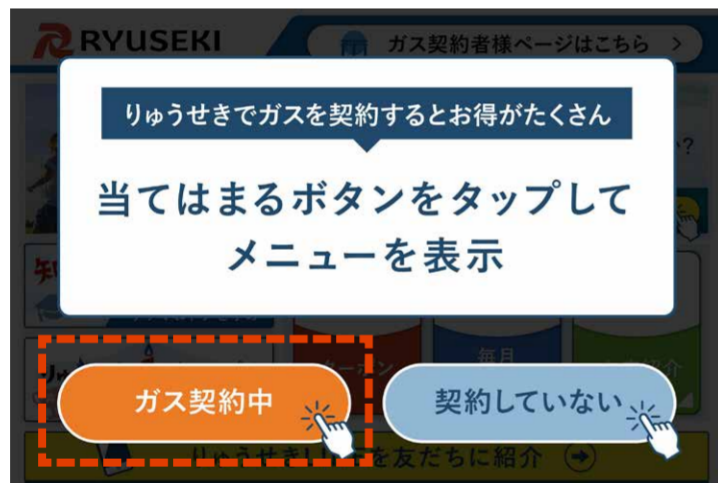 RYUSEKI
ガス契約者様ページはこちら
りゅうせきでガスを契約するとお得がたくさん
当てはまるボタンをタップして
メニューを表示
ガス契約中
契約していない
毎月
を友だちに紹介